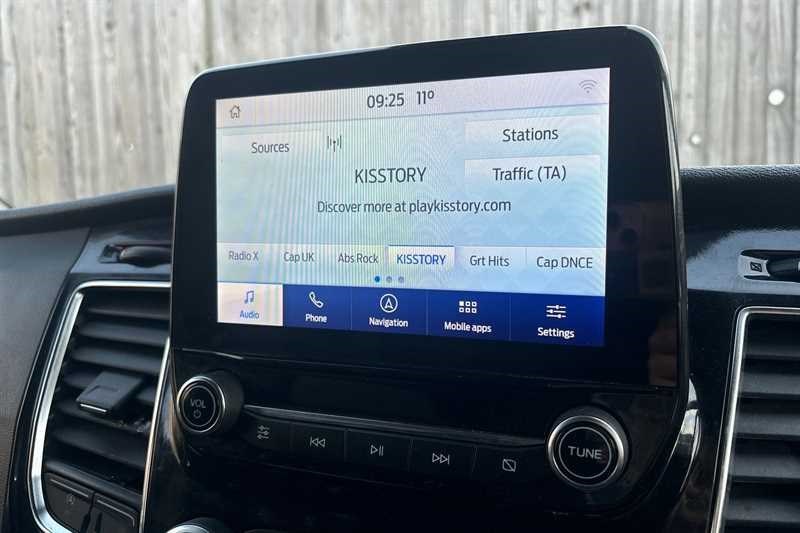 09:25 11°
Sources
Stations
KISSTORY
Traffic (TA)
Discover more at playkisstory.com
Radio X Cap UK Abs Rock KISSTORY Grt Hits Cap DNCE
Audio Phone Navigation Mobile apps Settings
VOL
TUNE